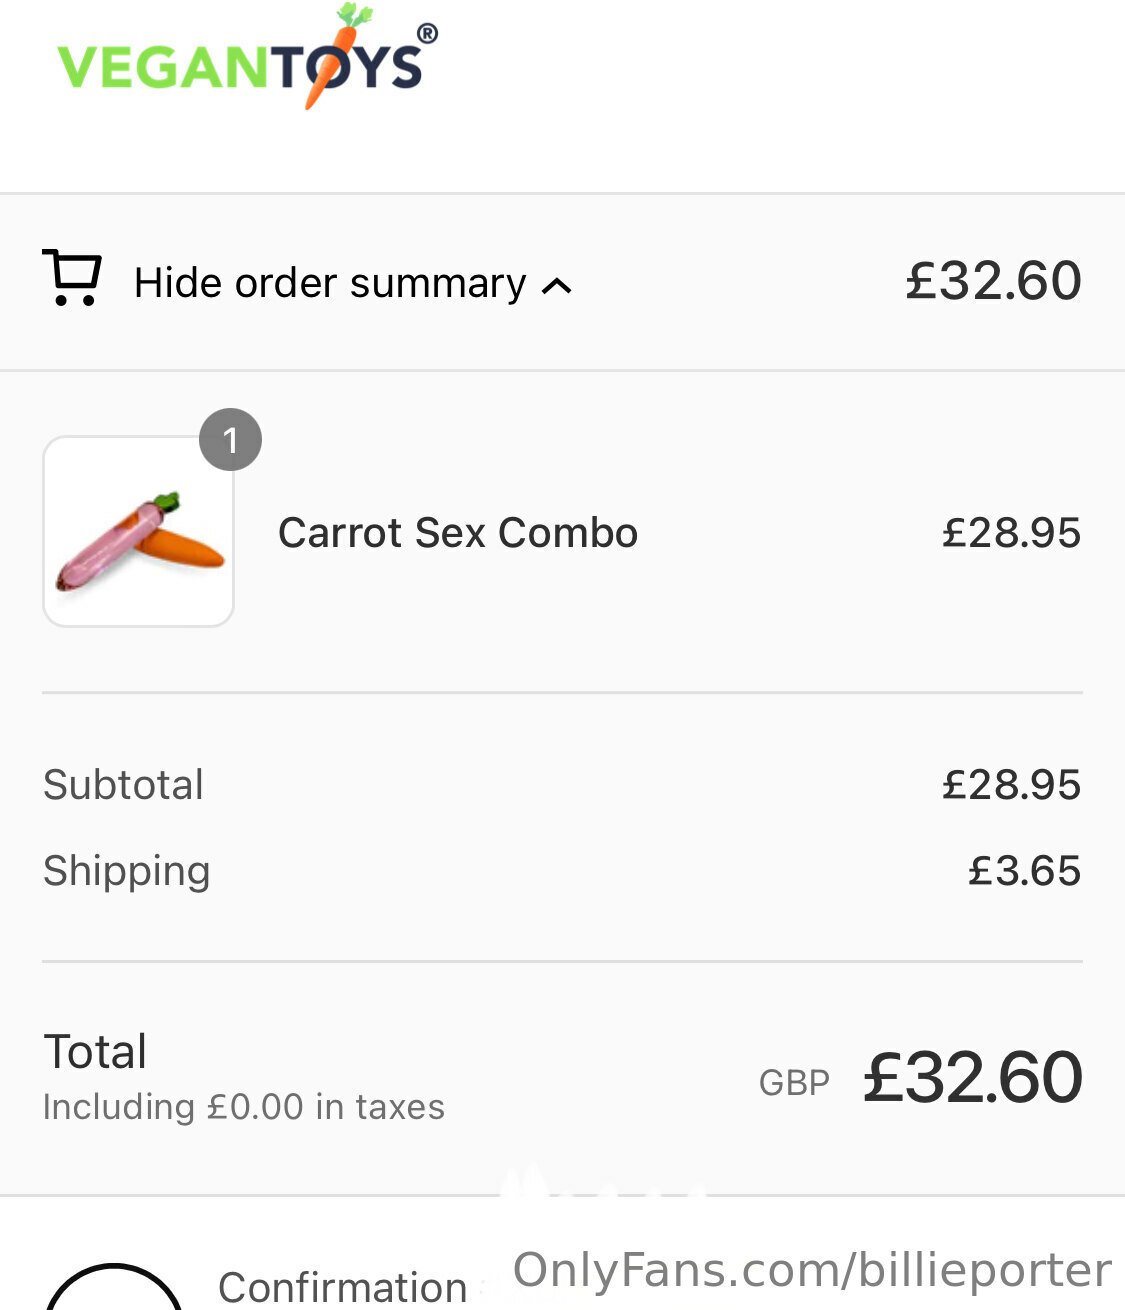 VEGANTOYS®
Hide order summary £32.60
1
Carrot Sex Combo £28.95
Subtotal £28.95
Shipping £3.65
Total
GBP £32.60
Including £0.00 in taxes
Confirmation
OnlyFans.com/billieporter